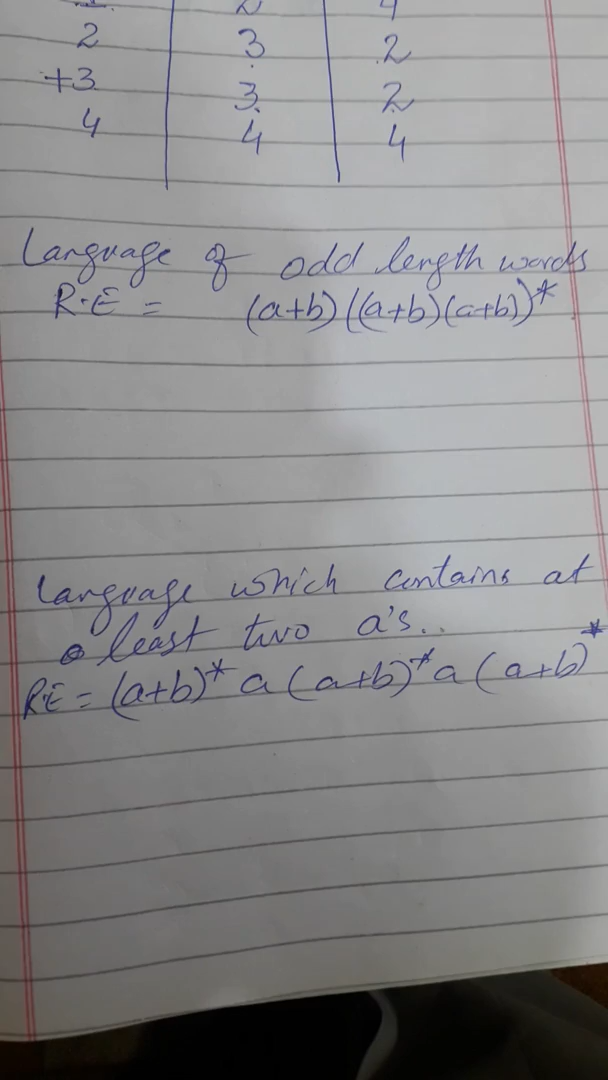 2 3 2
+3 3 2
4 4 4
Language of odd length words
R.E = (a+b)((a+b)(a+b))*
Language which contains at
least two a's..
R.E = (a+b)* a (a+b)* a (a+b)*